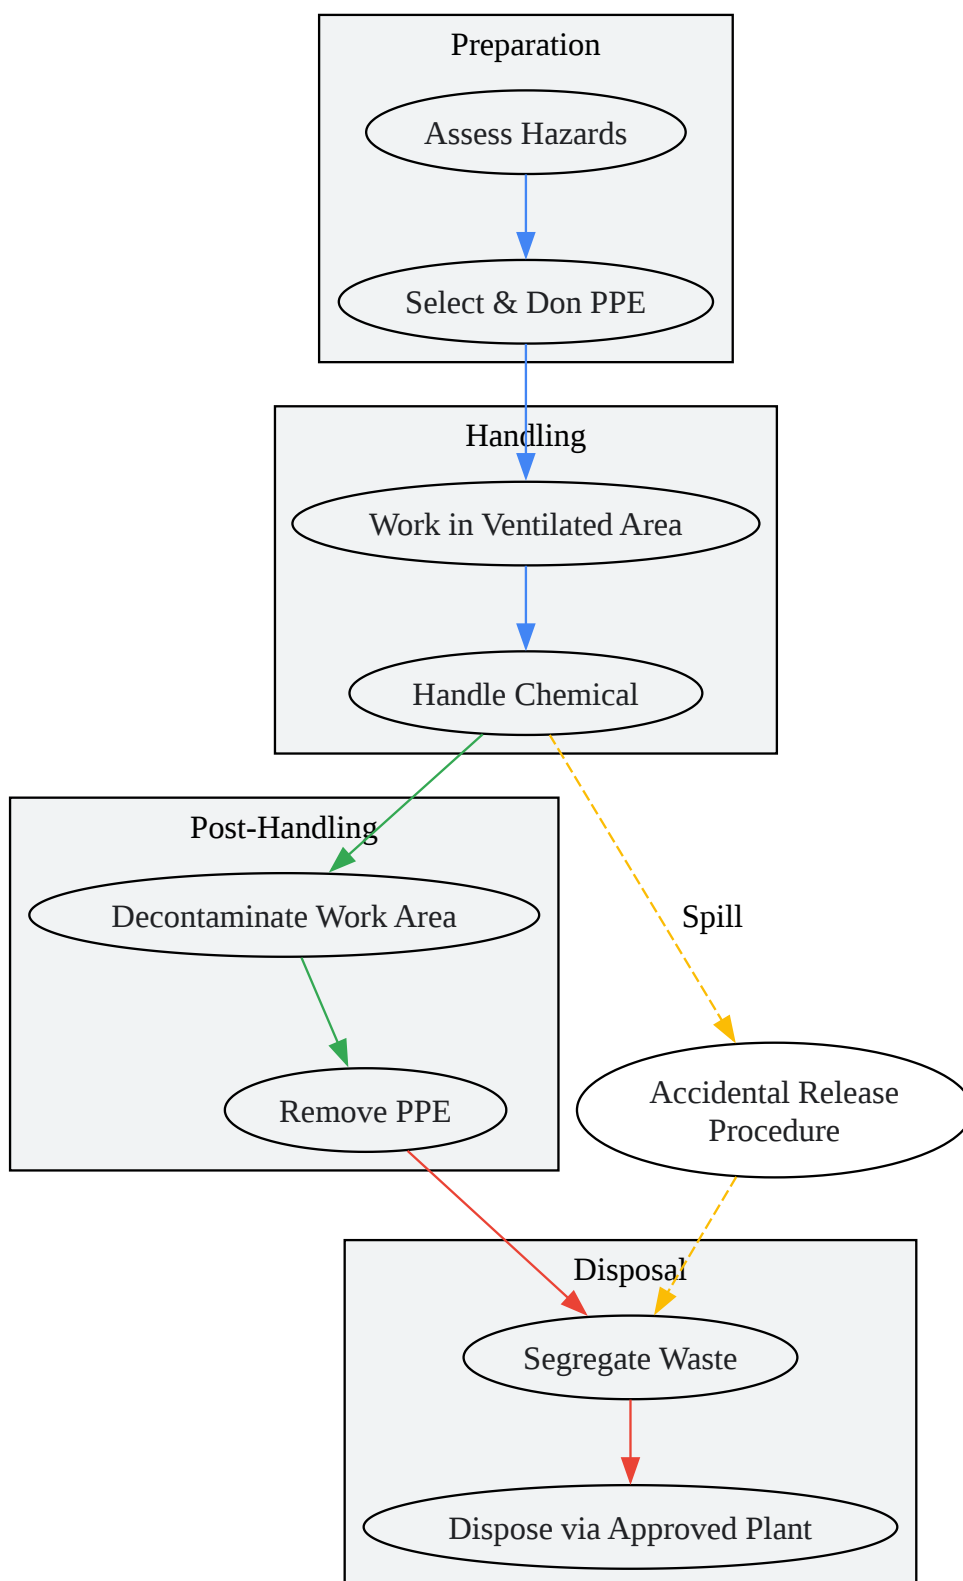 Preparation
Assess Hazards
Select & Don PPE
Handling
Work in Ventilated Area
Handle Chemical
Post-Handling
Decontaminate Work Area
Spill
Remove PPE
Accidental Release
Procedure
Disposal
Segregate Waste
Dispose via Approved Plant